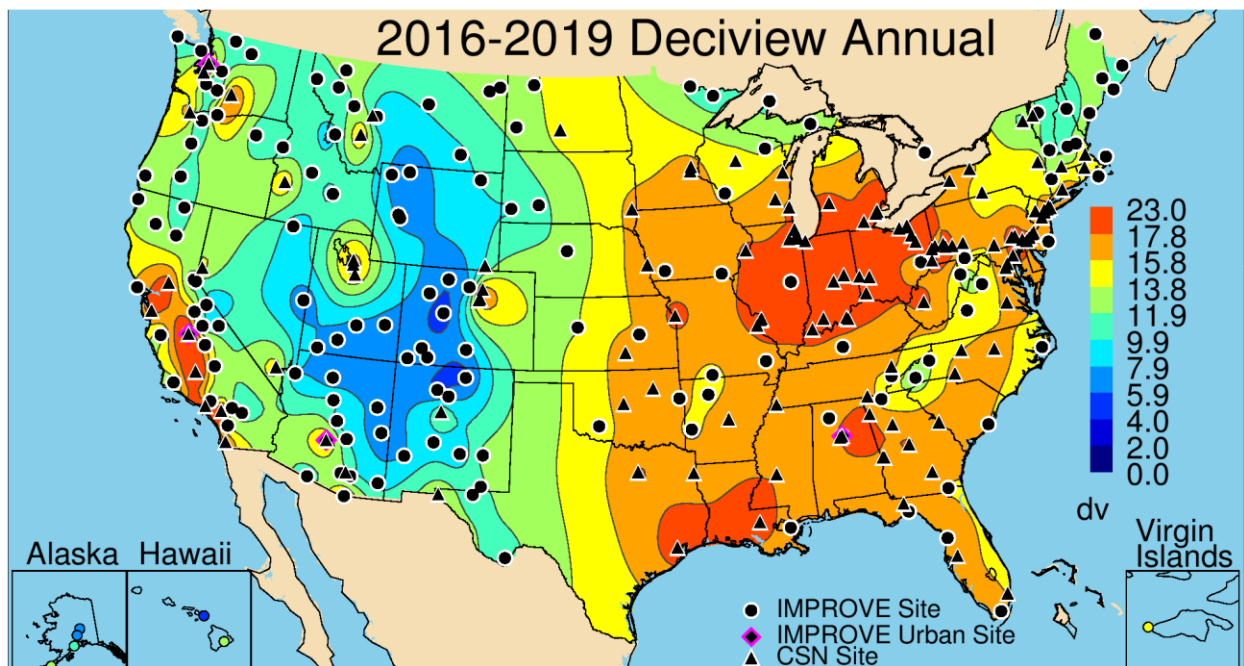 2016-2019 Deciview Annual
23.0
17.8
15.8
13.8
11.9
9.9
7.9
5.9
4.0
2.0
0.0
dv
Alaska
Hawaii
Virgin
Islands
IMPROVE Site
IMPROVE Urban Site
CSN Site